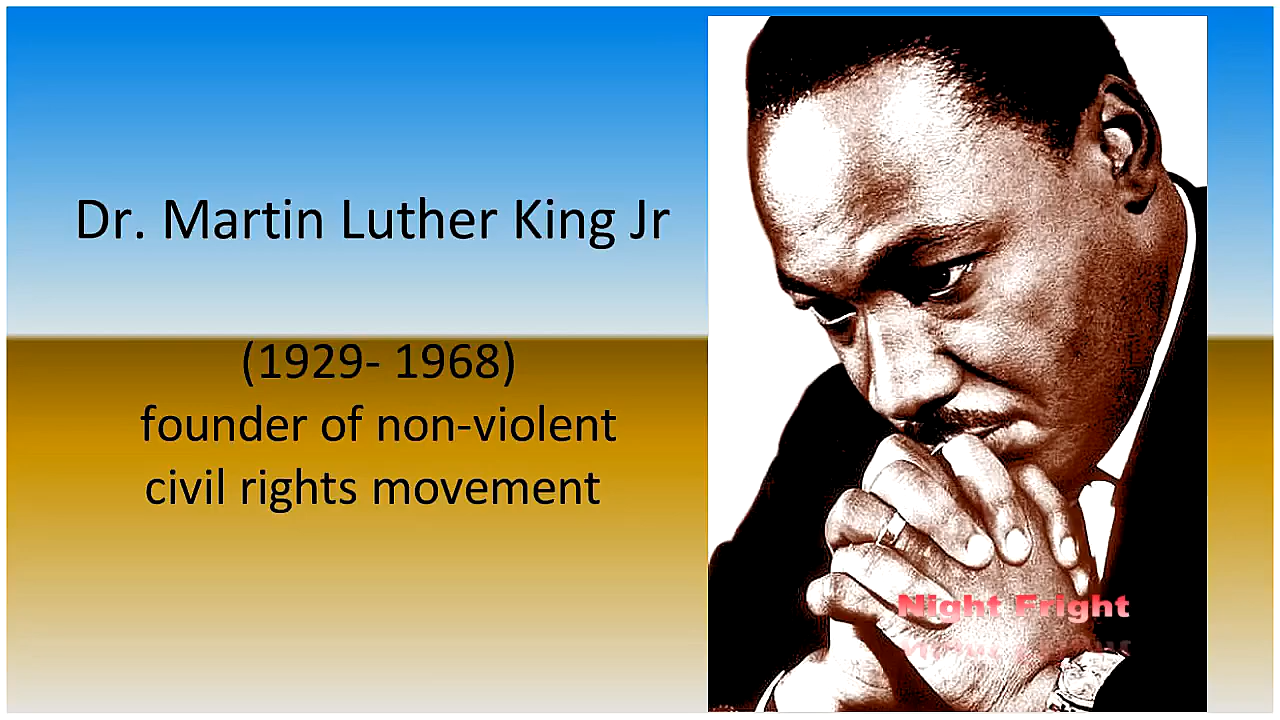 Dr. Martin Luther King Jr
(1929- 1968)
founder of non-violent
civil rights movement
Night Fright